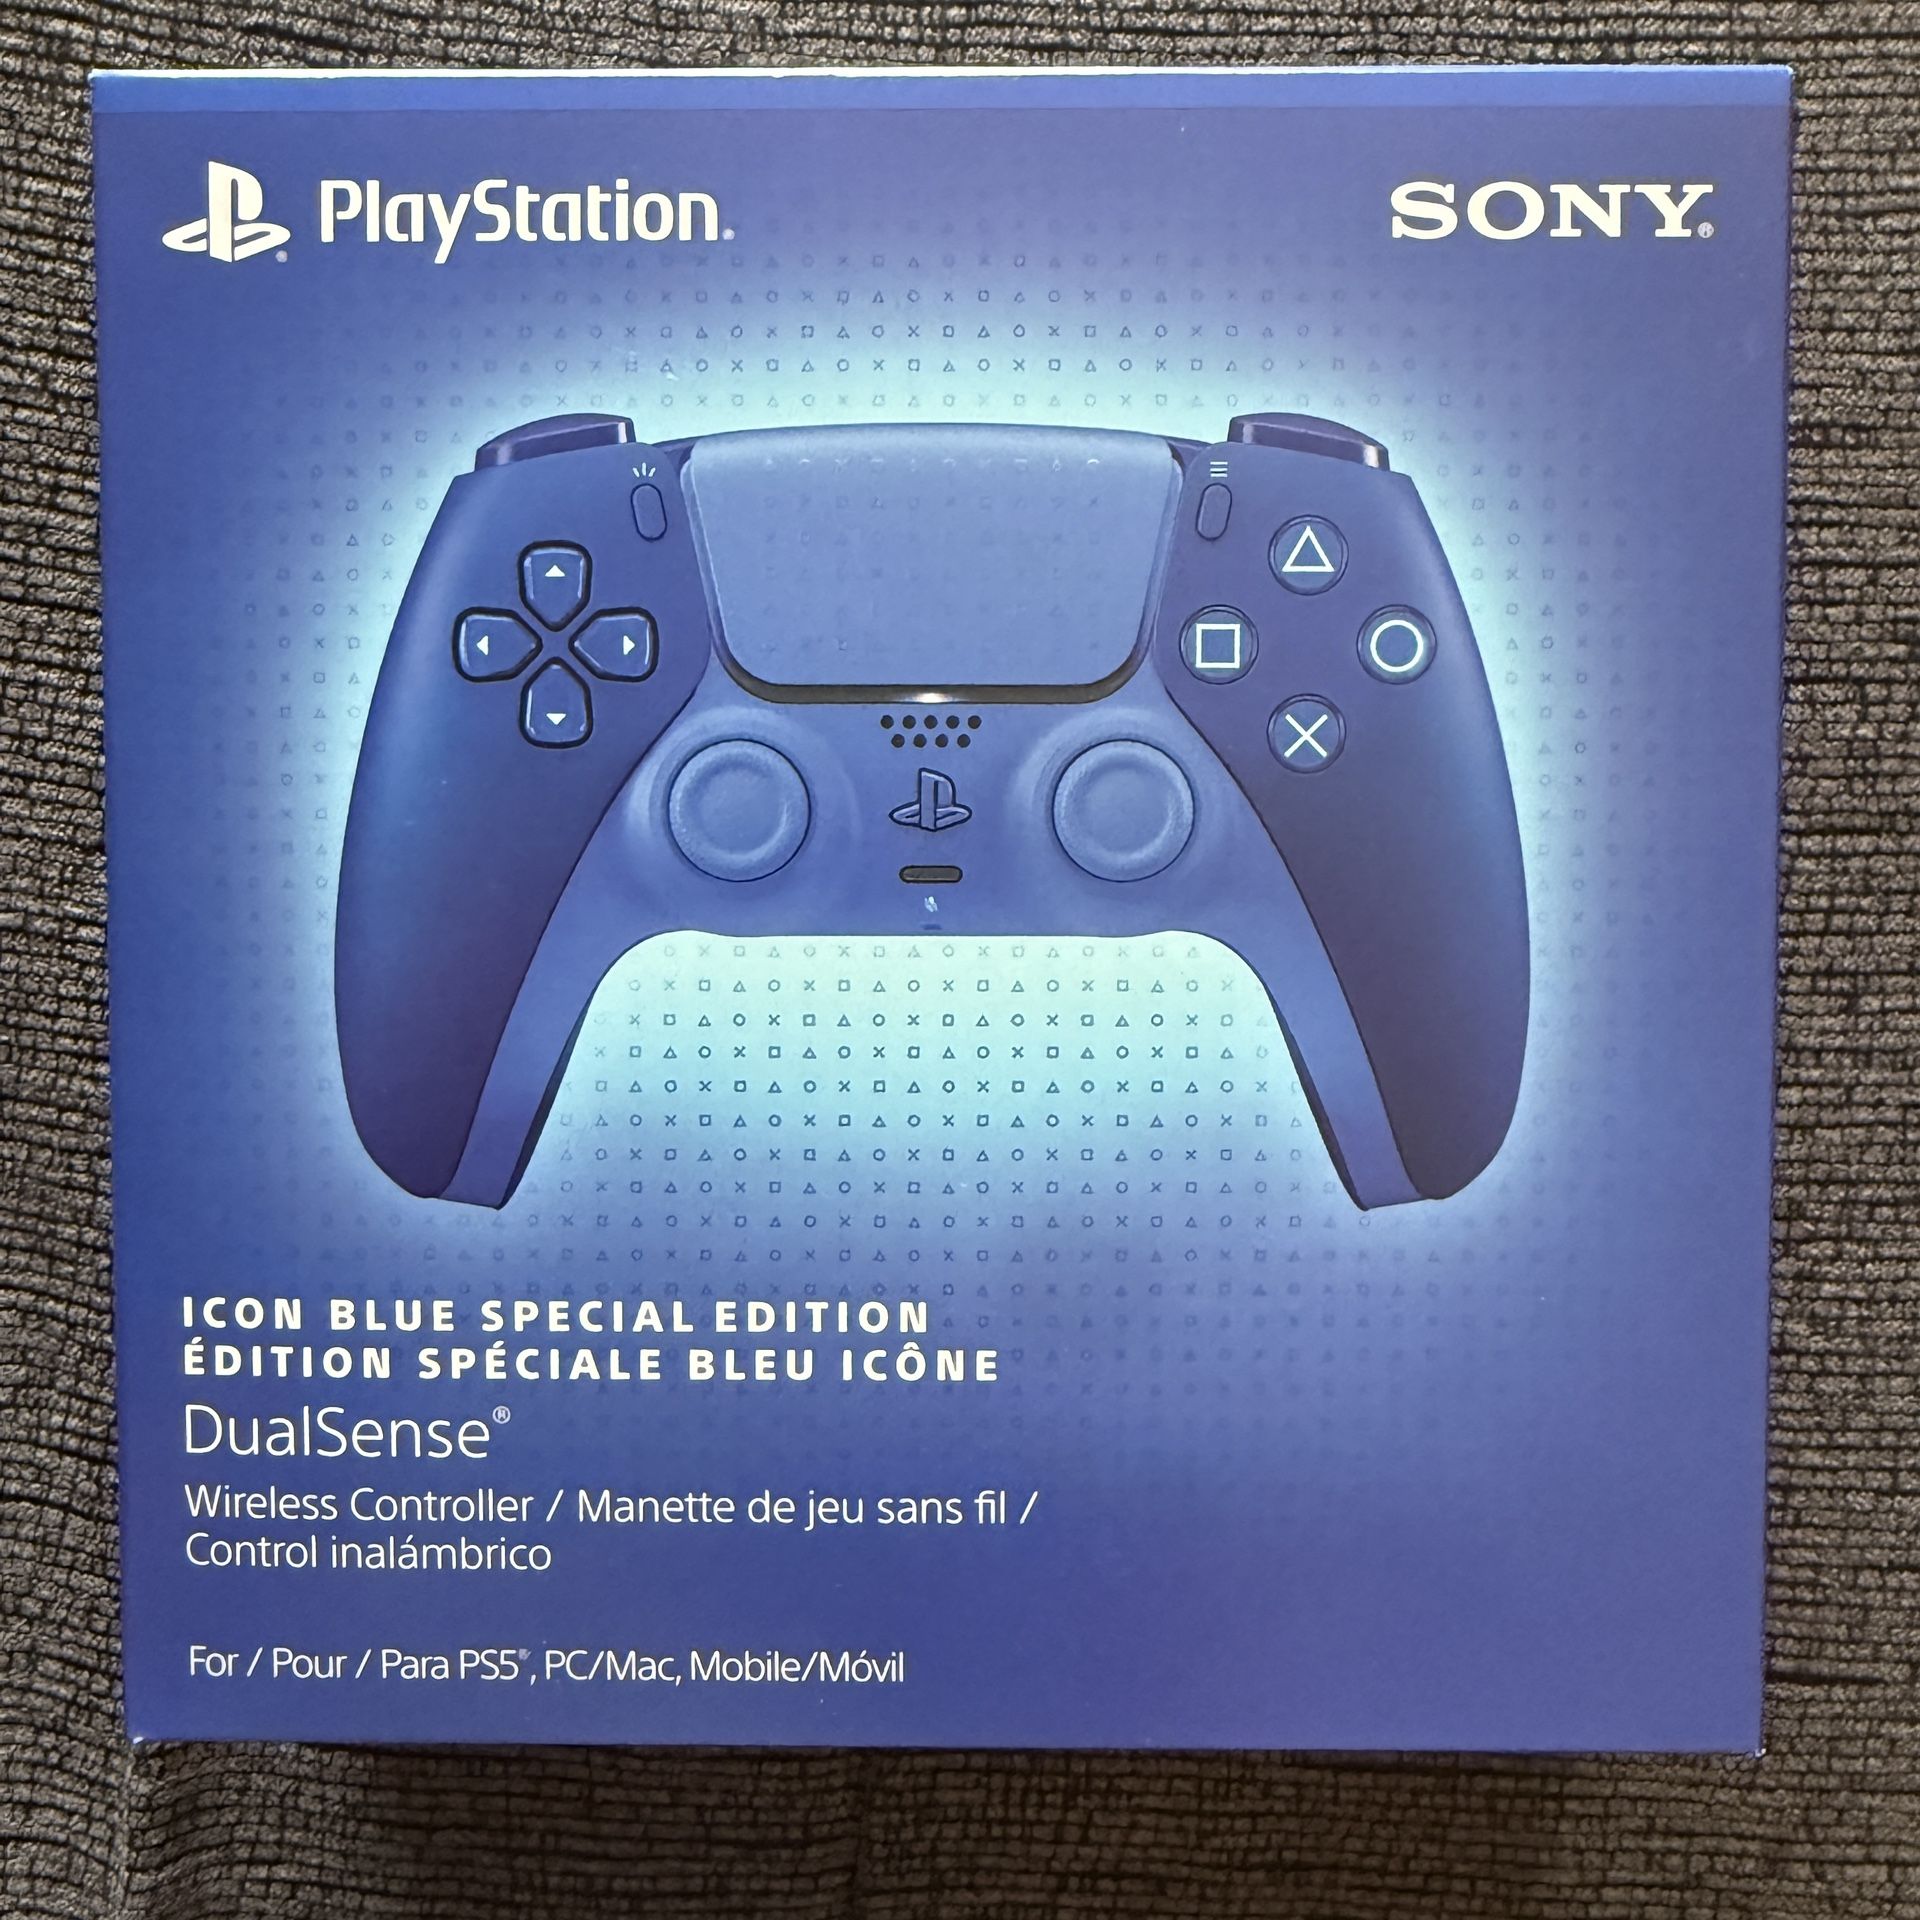 PlayStation®
SONY®
ICON BLUE SPECIAL EDITION
ÉDITION SPÉCIALE BLEU ICÔNE
DualSense®
Wireless Controller / Manette de jeu sans fil /
Control inalámbrico
For / Pour / Para PS5®, PC/Mac, Mobile/Móvil